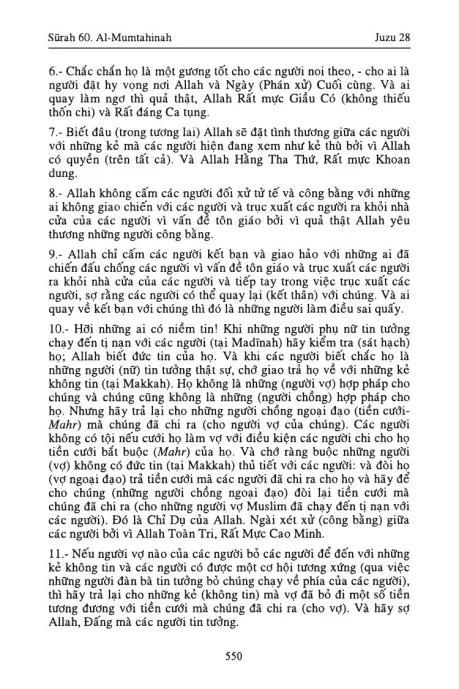 Sūrah 60. Al-Mumtahinah Juzu 28
6.- Chắc chắn họ là một gương tốt cho các người noi theo, - cho ai là
người đặt hy vọng nơi Allah và Ngày (Phán xử) Cuối cùng. Và ai
quay làm ngơ thì quả thật, Allah Rất mực Giầu Có (không thiếu
thốn chi) và Rất đáng Ca tụng.
7.- Biết đâu (trong tương lai) Allah sẽ đặt tình thương giữa các người
với những kẻ mà các người hiện đang xem như kẻ thù bởi vì Allah
có quyền (trên tất cả). Và Allah Hằng Tha Thứ, Rất mực Khoan
dung.
8.- Allah không cấm các người đối xử tử tế và công bằng với những
ai không giao chiến với các người và trục xuất các người ra khỏi nhà
cửa của các người vì vấn đề tôn giáo bởi vì quả thật Allah yêu
thương những người công bằng.
9.- Allah chỉ cấm các người kết bạn và giao hảo với những ai đã
chiến đấu chống các người vì vấn đề tôn giáo và trục xuất các người
ra khỏi nhà cửa của các người và tiếp tay trong việc trục xuất các
người, sợ rằng các người có thể quay lại (kết thân) với chúng. Và ai
quay về kết bạn với chúng thì đó là những người làm điều sai quấy.
10.- Hỡi những ai có niềm tin! Khi những người phụ nữ tin tưởng
chạy đến tị nạn với các người (tại Madīnah) hãy kiểm tra (sát hạch)
họ; Allah biết đức tin của họ. Và khi các người biết chắc họ là
những người (nữ) tin tưởng thật sự, chớ giao trả họ về với những kẻ
không tin (tại Makkah). Họ không là những (người vợ) hợp pháp cho
chúng và chúng cũng không là những (người chồng) hợp pháp cho
họ. Nhưng hãy trả lại cho những người chồng ngoại đạo (tiền cưới-
Mahr) mà chúng đã chi ra (cho người vợ của chúng). Các người
không có tội nếu cưới họ làm vợ với điều kiện các người chi cho họ
tiền cưới bắt buộc (Mahr) của họ. Và chớ ràng buộc những người
(vợ) không có đức tin (tại Makkah) thủ tiết với các người: và đòi họ
(vợ ngoại đạo) trả tiền cưới mà các người đã chi ra cho họ và hãy để
cho chúng (những người chồng ngoại đạo) đòi lại tiền cưới mà
chúng đã chi ra (cho những người vợ Muslim đã chạy đến tị nạn với
các người). Đó là Chỉ Dụ của Allah. Ngài xét xử (công bằng) giữa
các người bởi vì Allah Toàn Tri, Rất Mực Cao Minh.
11.- Nếu người vợ nào của các người bỏ các người để đến với những
kẻ không tin và các người có được một cơ hội tương xứng (qua việc
những người đàn bà tin tưởng bỏ chúng chạy về phía của các người),
thì hãy trả lại cho những kẻ (không tin) mà vợ đã bỏ đi một số tiền
tương đương với tiền cưới mà chúng đã chi ra (cho vợ). Và hãy sợ
Allah, Đấng mà các người tin tưởng.
550